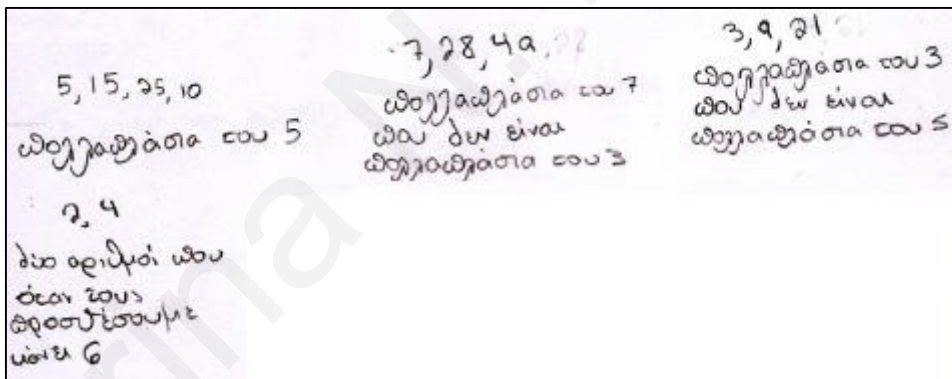 5, 15, 25, 10
πολλαπλάσια του 5
7, 28, 49
πολλαπλάσια του 7
που δεν είναι
πολλαπλάσια του 3
3, 9, 21
πολλαπλάσια του 3
που δεν είναι
πολλαπλάσια του 5
2, 4
δύο αριθμοί που
όταν τους
προσθέσουμε
κάνει 6